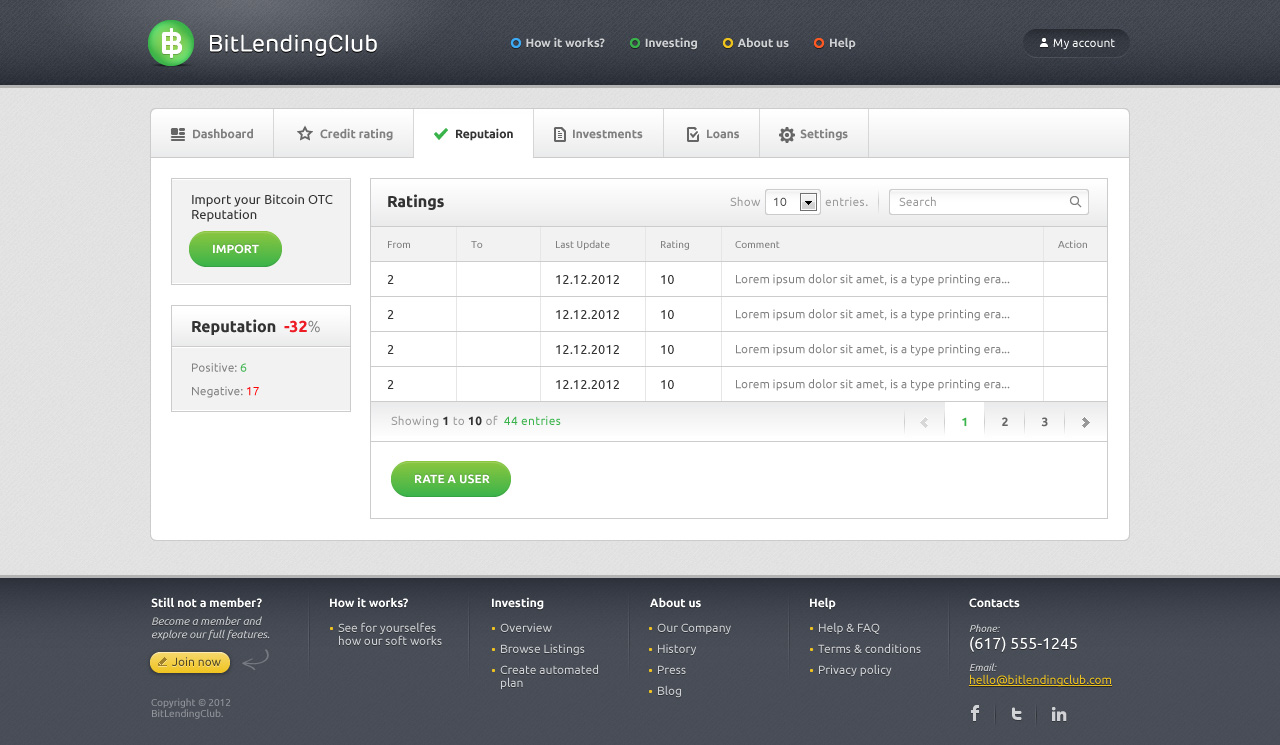 BitLendingClub
How it works?
Investing
About us
Help
My account
Dashboard
Credit rating
Reputaion
Investments
Loans
Settings
Import your Bitcoin OTC
Reputation
IMPORT
Reputation -32%
Positive: 6
Negative: 17
Ratings
Show 10 entries.
Search
From To Last Update Rating Comment Action
2 12.12.2012 10 Lorem ipsum dolor sit amet, is a type printing era...
2 12.12.2012 10 Lorem ipsum dolor sit amet, is a type printing era...
2 12.12.2012 10 Lorem ipsum dolor sit amet, is a type printing era...
2 12.12.2012 10 Lorem ipsum dolor sit amet, is a type printing era...
Showing 1 to 10 of 44 entries
1 2 3
RATE A USER
Still not a member?
Become a member and
explore our full features.
Join now
Copyright © 2012
BitLendingClub.
How it works?
See for yourselfes
how our soft works
Investing
Overview
Browse Listings
Create automated
plan
About us
Our Company
History
Press
Blog
Help
Help & FAQ
Terms & conditions
Privacy policy
Contacts
Phone:
(617) 555-1245
Email:
hello@bitlendingclub.com